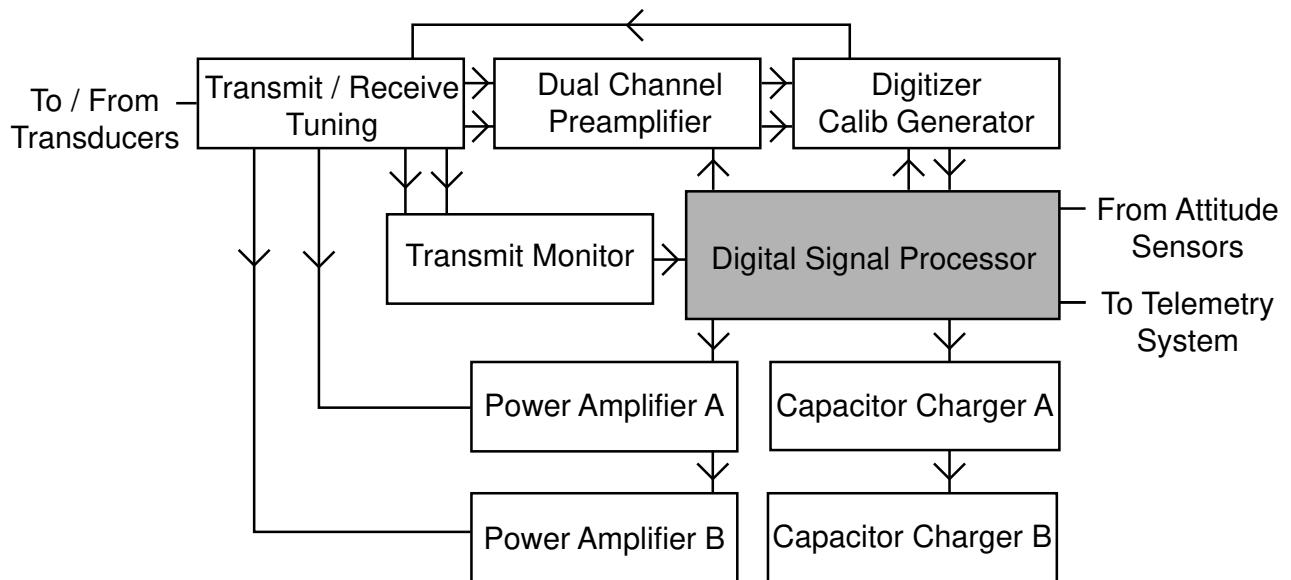 To / From
Transducers
Transmit / Receive
Tuning
Dual Channel
Preamplifier
Digitizer
Calib Generator
Transmit Monitor
Digital Signal Processor
From Attitude
Sensors
To Telemetry
System
Power Amplifier A
Capacitor Charger A
Power Amplifier B
Capacitor Charger B